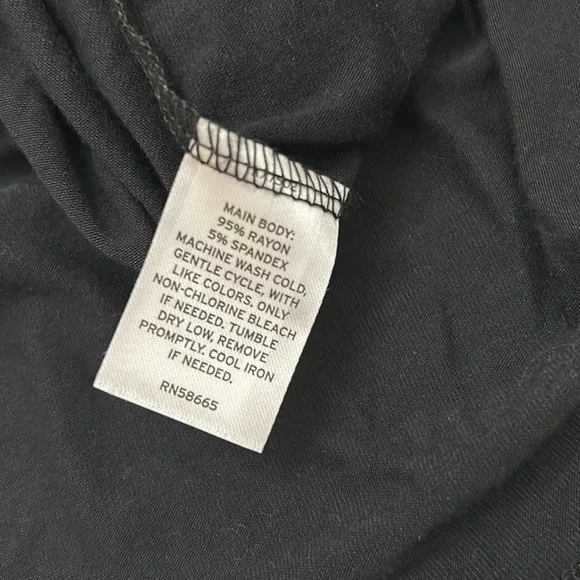 MAIN BODY:
95% RAYON
5% SPANDEX
MACHINE WASH COLD,
GENTLE CYCLE, WITH
LIKE COLORS, ONLY
NON-CHLORINE BLEACH
IF NEEDED. TUMBLE
DRY LOW, REMOVE
PROMPTLY. COOL IRON
IF NEEDED.
RN58665